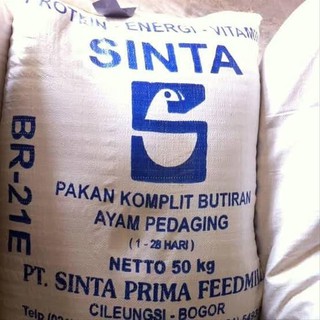 PROTEIN - ENERGI - VITAMI
SINTA
BR-21E
PAKAN KOMPLIT BUTIRAN
AYAM PEDAGING
(1-28 HARI)
NETTO 50 kg
PT. SINTA PRIMA FEEDMI
CILEUNGSI - BOGOR
Telp